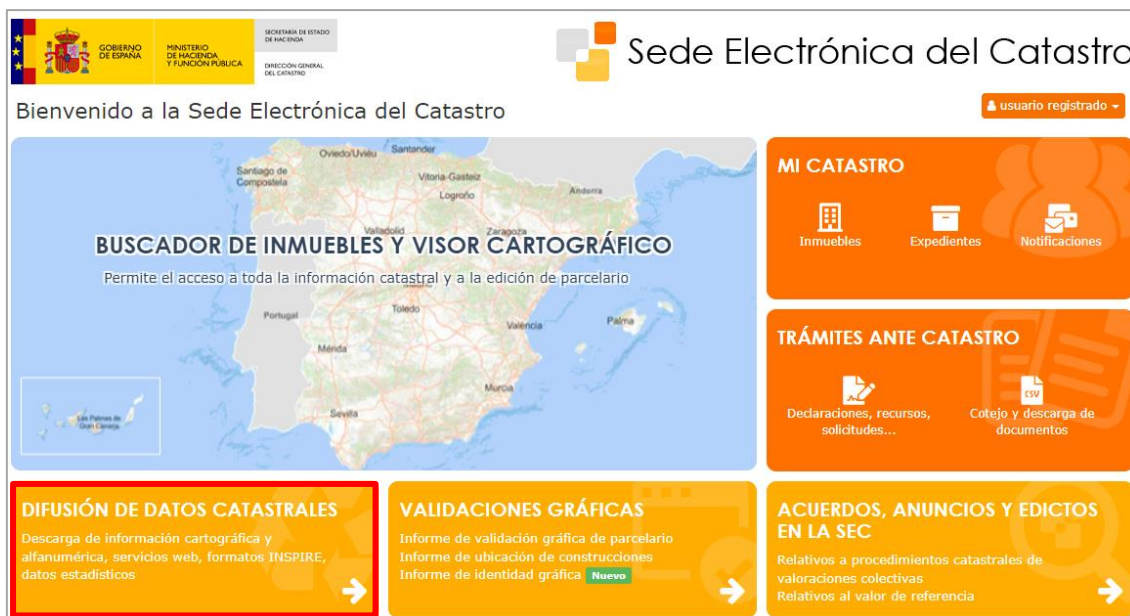 GOBIERNO
DE ESPAÑA
MINISTERIO
DE HACIENDA
Y FUNCIÓN PÚBLICA
SECRETARÍA DE ESTADO
DE HACIENDA
DIRECCIÓN GENERAL
DEL CATASTRO
Sede Electrónica del Catastro
Bienvenido a la Sede Electrónica del Catastro
usuario registrado
Oviedo/Uviéu
Santander
Santiago de
Compostela
Vitoria-Gasteiz
Logroño
Andorra
Valladolid
Zaragoza
BUSCADOR DE INMUEBLES Y VISOR CARTOGRÁFICO
Permite el acceso a toda la información catastral y a la edición de parcelario
Portugal
Toledo
València
Palma
Mérida
Murcia
Sevilla
Las Palmas de
Gran Canaria
MI CATASTRO
Inmuebles
Expedientes
Notificaciones
TRÁMITES ANTE CATASTRO
CSV
Declaraciones, recursos,
solicitudes...
Cotejo y descarga de
documentos
DIFUSIÓN DE DATOS CATASTRALES
Descarga de información cartográfica y
alfanumérica, servicios web, formatos INSPIRE,
datos estadísticos
VALIDACIONES GRÁFICAS
Informe de validación gráfica de parcelario
Informe de ubicación de construcciones
Informe de identidad gráfica Nuevo
ACUERDOS, ANUNCIOS Y EDICTOS
EN LA SEC
Relativos a procedimientos catastrales de
valoraciones colectivas
Relativos al valor de referencia